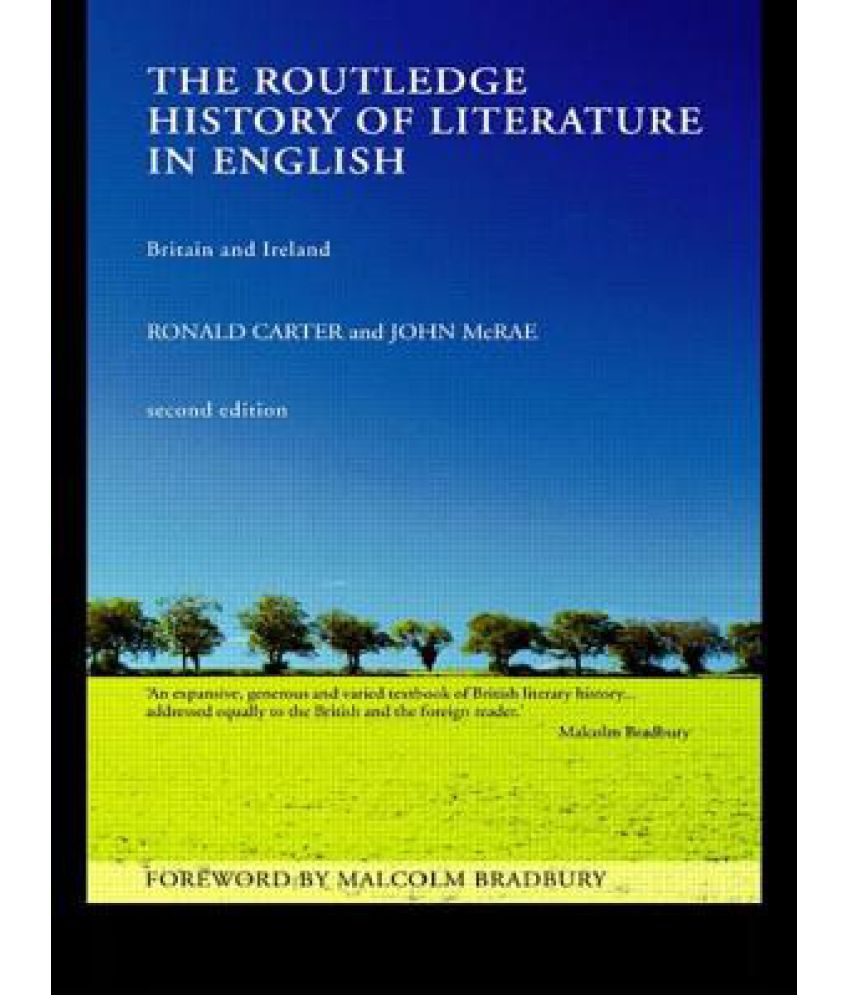 THE ROUTLEDGE
HISTORY OF LITERATURE
IN ENGLISH
Britain and Ireland
RONALD CARTER and JOHN McRAE
second edition
'An expansive, generous and varied textbook of British literary history...
addressed equally to the British and the foreign reader.'
Malcolm Bradbury
FOREWORD BY MALCOLM BRADBURY